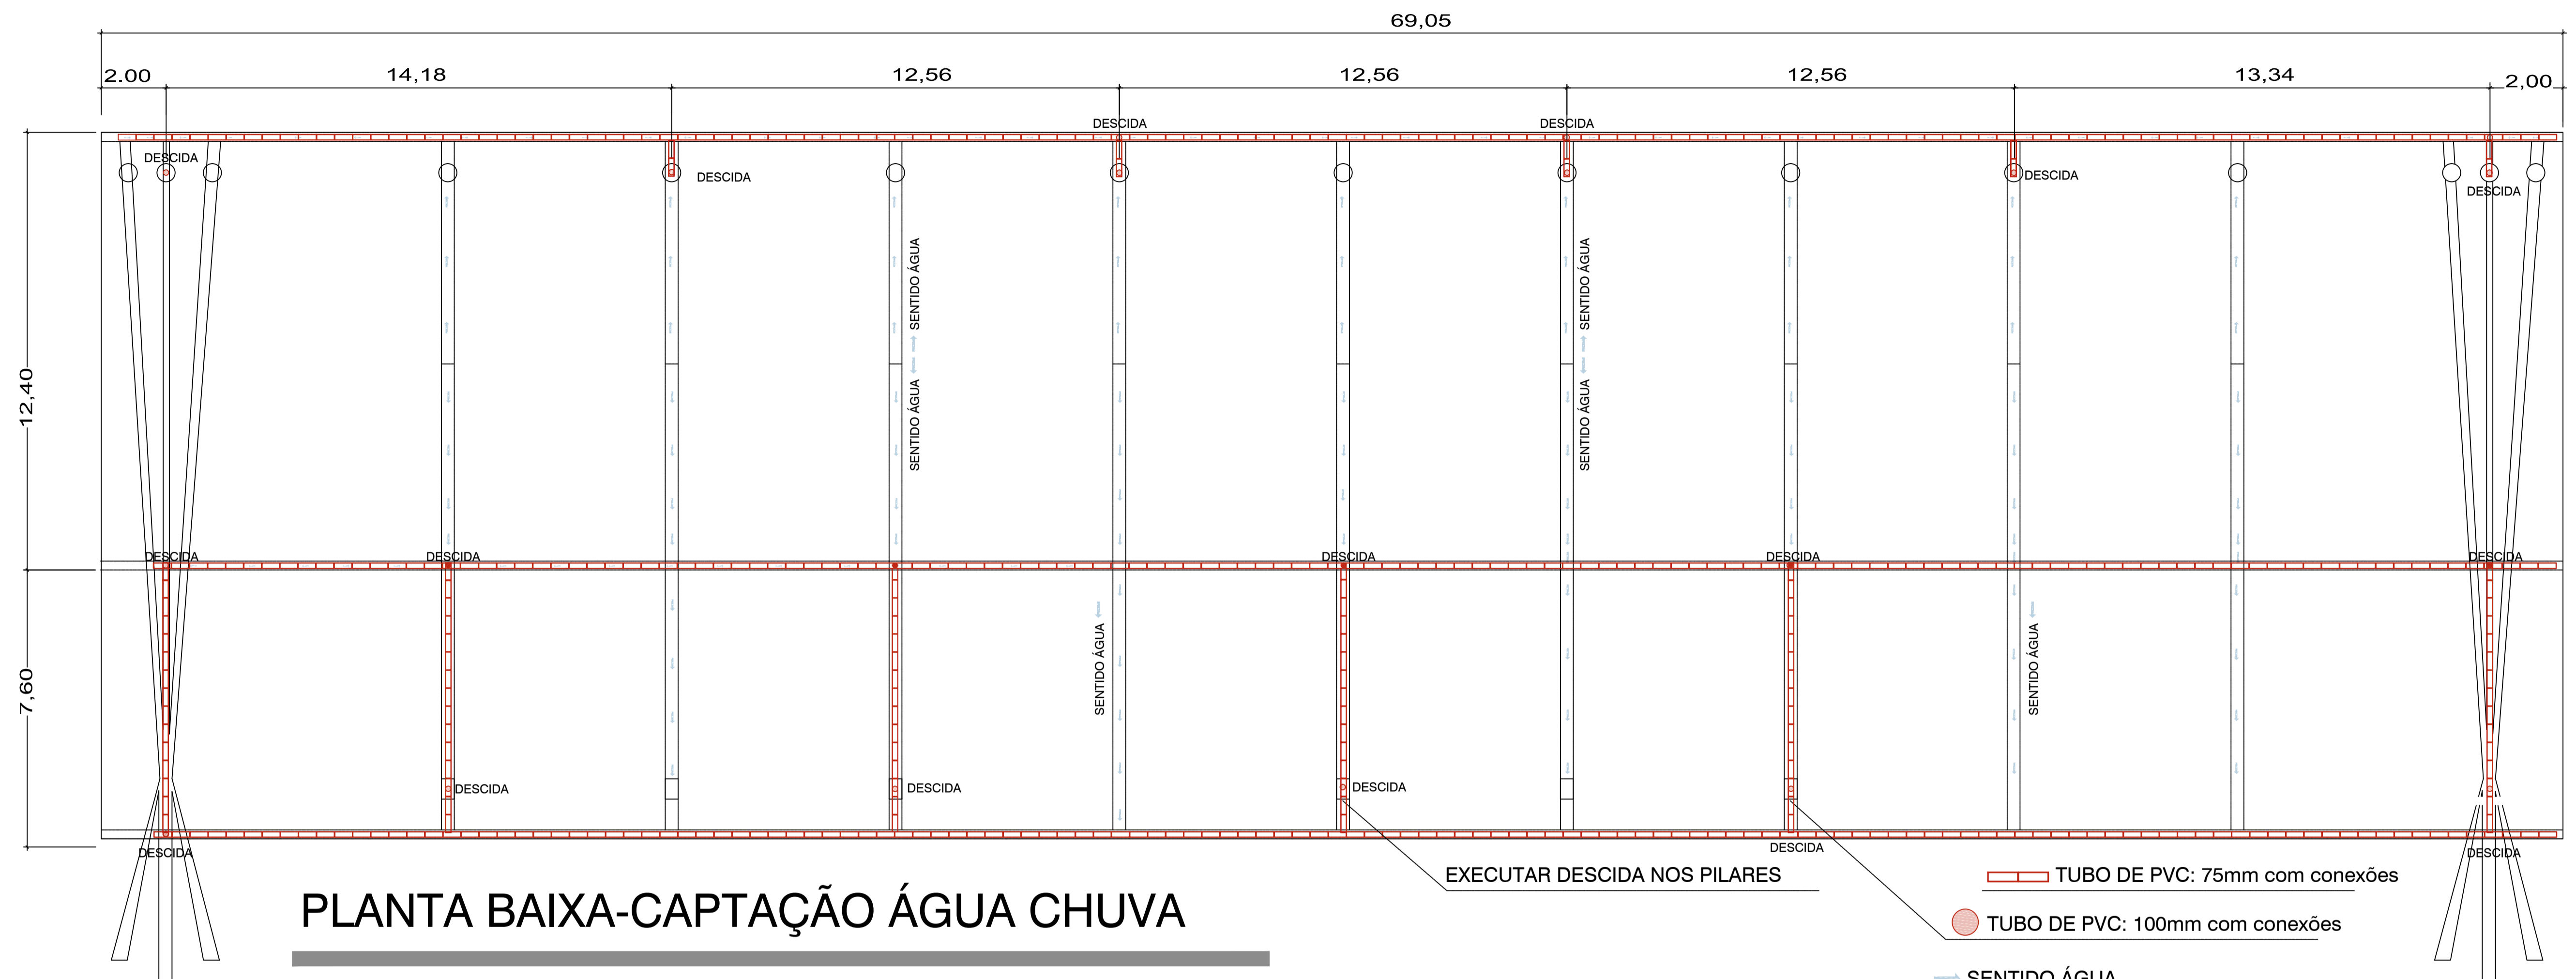 69,05
2.00
14,18
12,56
12,56
12,56
13,34
2,00
DESCIDA
DESCIDA
DESCIDA
DESCIDA
DESCIDA
DESCIDA
SENTIDO ÁGUA
SENTIDO ÁGUA
12,40
SENTIDO ÁGUA
SENTIDO ÁGUA
DESCIDA
DESCIDA
DESCIDA
DESCIDA
DESCIDA
7,60
SENTIDO ÁGUA
SENTIDO ÁGUA
DESCIDA
DESCIDA
DESCIDA
DESCIDA
DESCIDA
DESCIDA
EXECUTAR DESCIDA NOS PILARES
TUBO DE PVC: 75mm com conexões
PLANTA BAIXA-CAPTAÇÃO ÁGUA CHUVA
TUBO DE PVC: 100mm com conexões
SENTIDO ÁGUA